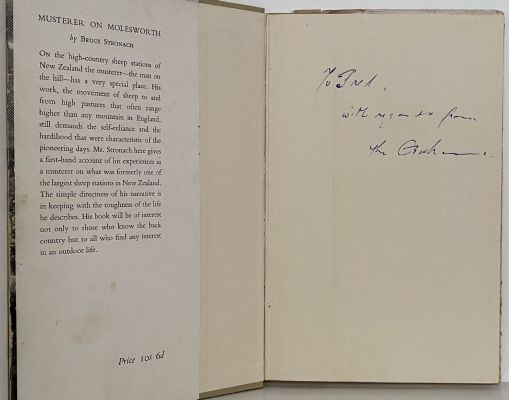 MUSTERER ON MOLESWORTH
by BRUCE STRONACH
ON the high-country sheep stations of
New Zealand the musterer—the man on
the hill—has a very special place. His
work, the movement of sheep to and
from high pastures that often range
higher than any mountain in England,
still demands the self-reliance and the
hardihood that were characteristic of the
pioneering days. Mr. Stronach here gives
a first-hand account of his experiences as
a musterer on what was formerly one of
the largest sheep stations in New Zealand.
The simple directness of his narrative is
in keeping with the toughness of the life
he describes. His book will be of interest
not only to those who know the back
country but to all who find any interest
in an outdoor life.
Price 10s 6d
To Fred,
with regards from
the